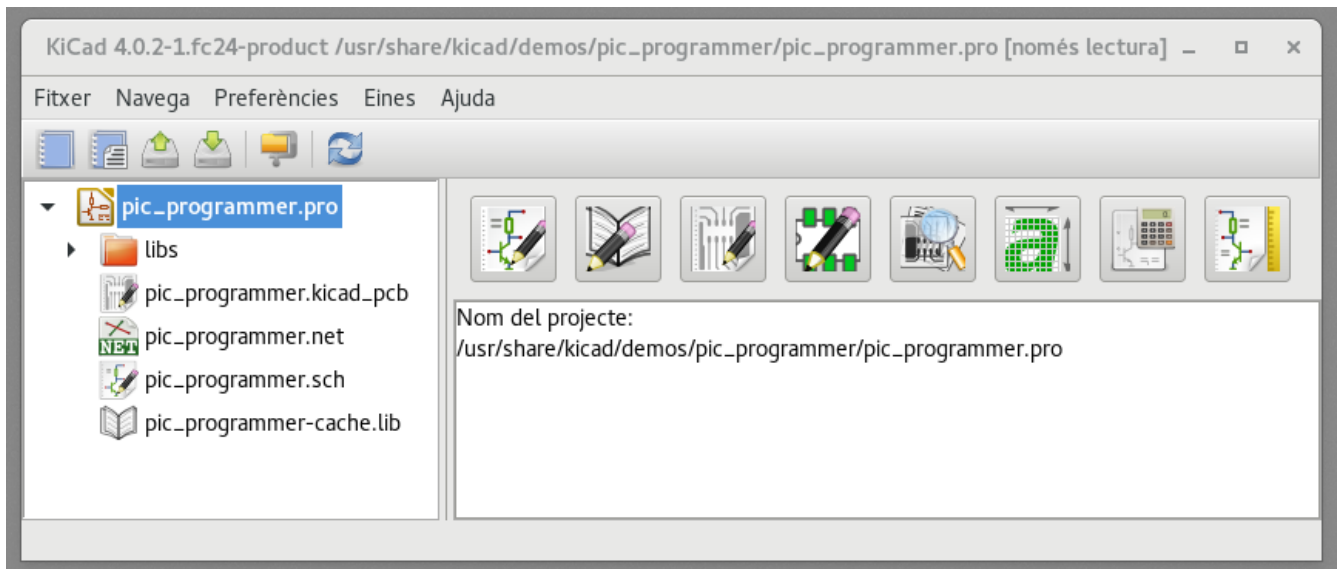 KiCad 4.0.2-1.fc24-product /usr/share/kicad/demos/pic_programmer/pic_programmer.pro [només lectura]
Fitxer Navega Preferències Eines Ajuda
pic_programmer.pro
libs
pic_programmer.kicad_pcb
NET pic_programmer.net
pic_programmer.sch
pic_programmer-cache.lib
a
Nom del projecte:
/usr/share/kicad/demos/pic_programmer/pic_programmer.pro